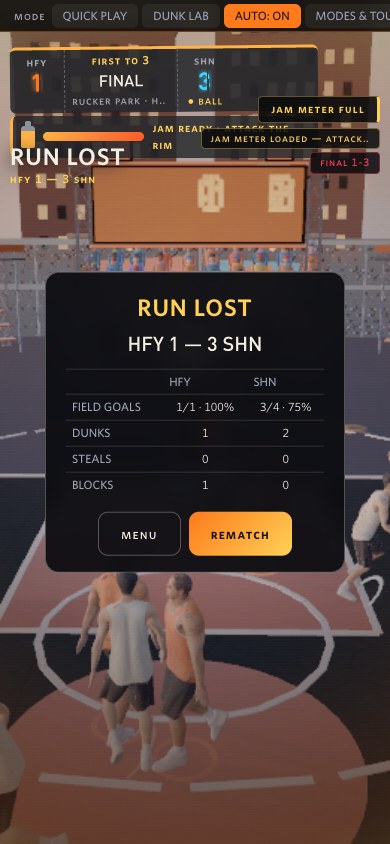 MODE QUICK PLAY DUNK LAB AUTO: ON MODES & TOU
HFY FIRST TO 3 SHN
1 FINAL 3
RUCKER PARK · H.. BALL
JAM METER FULL
JAM READY · ATTACK THE
RIM
JAM METER LOADED — ATTACK..
RUN LOST
FINAL 1-3
HFY 1 — 3 SHN
RUN LOST
HFY 1 — 3 SHN
HFY SHN
FIELD GOALS 1/1 · 100% 3/4 · 75%
DUNKS 1 2
STEALS 0 0
BLOCKS 1 0
MENU REMATCH